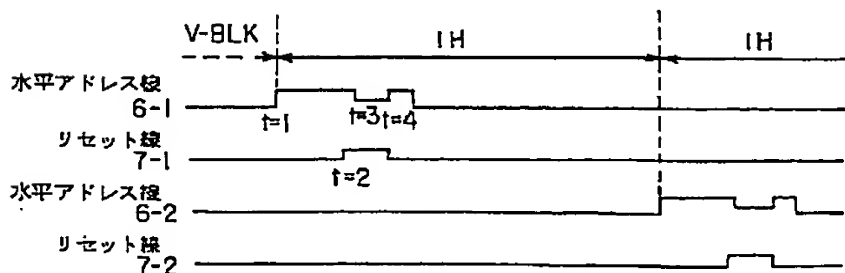 V-BLK 1H 1H
水平アドレス線
6-1
t=1 t=3 t=4
リセット線
7-1
t=2
水平アドレス線
6-2
リセット線
7-2